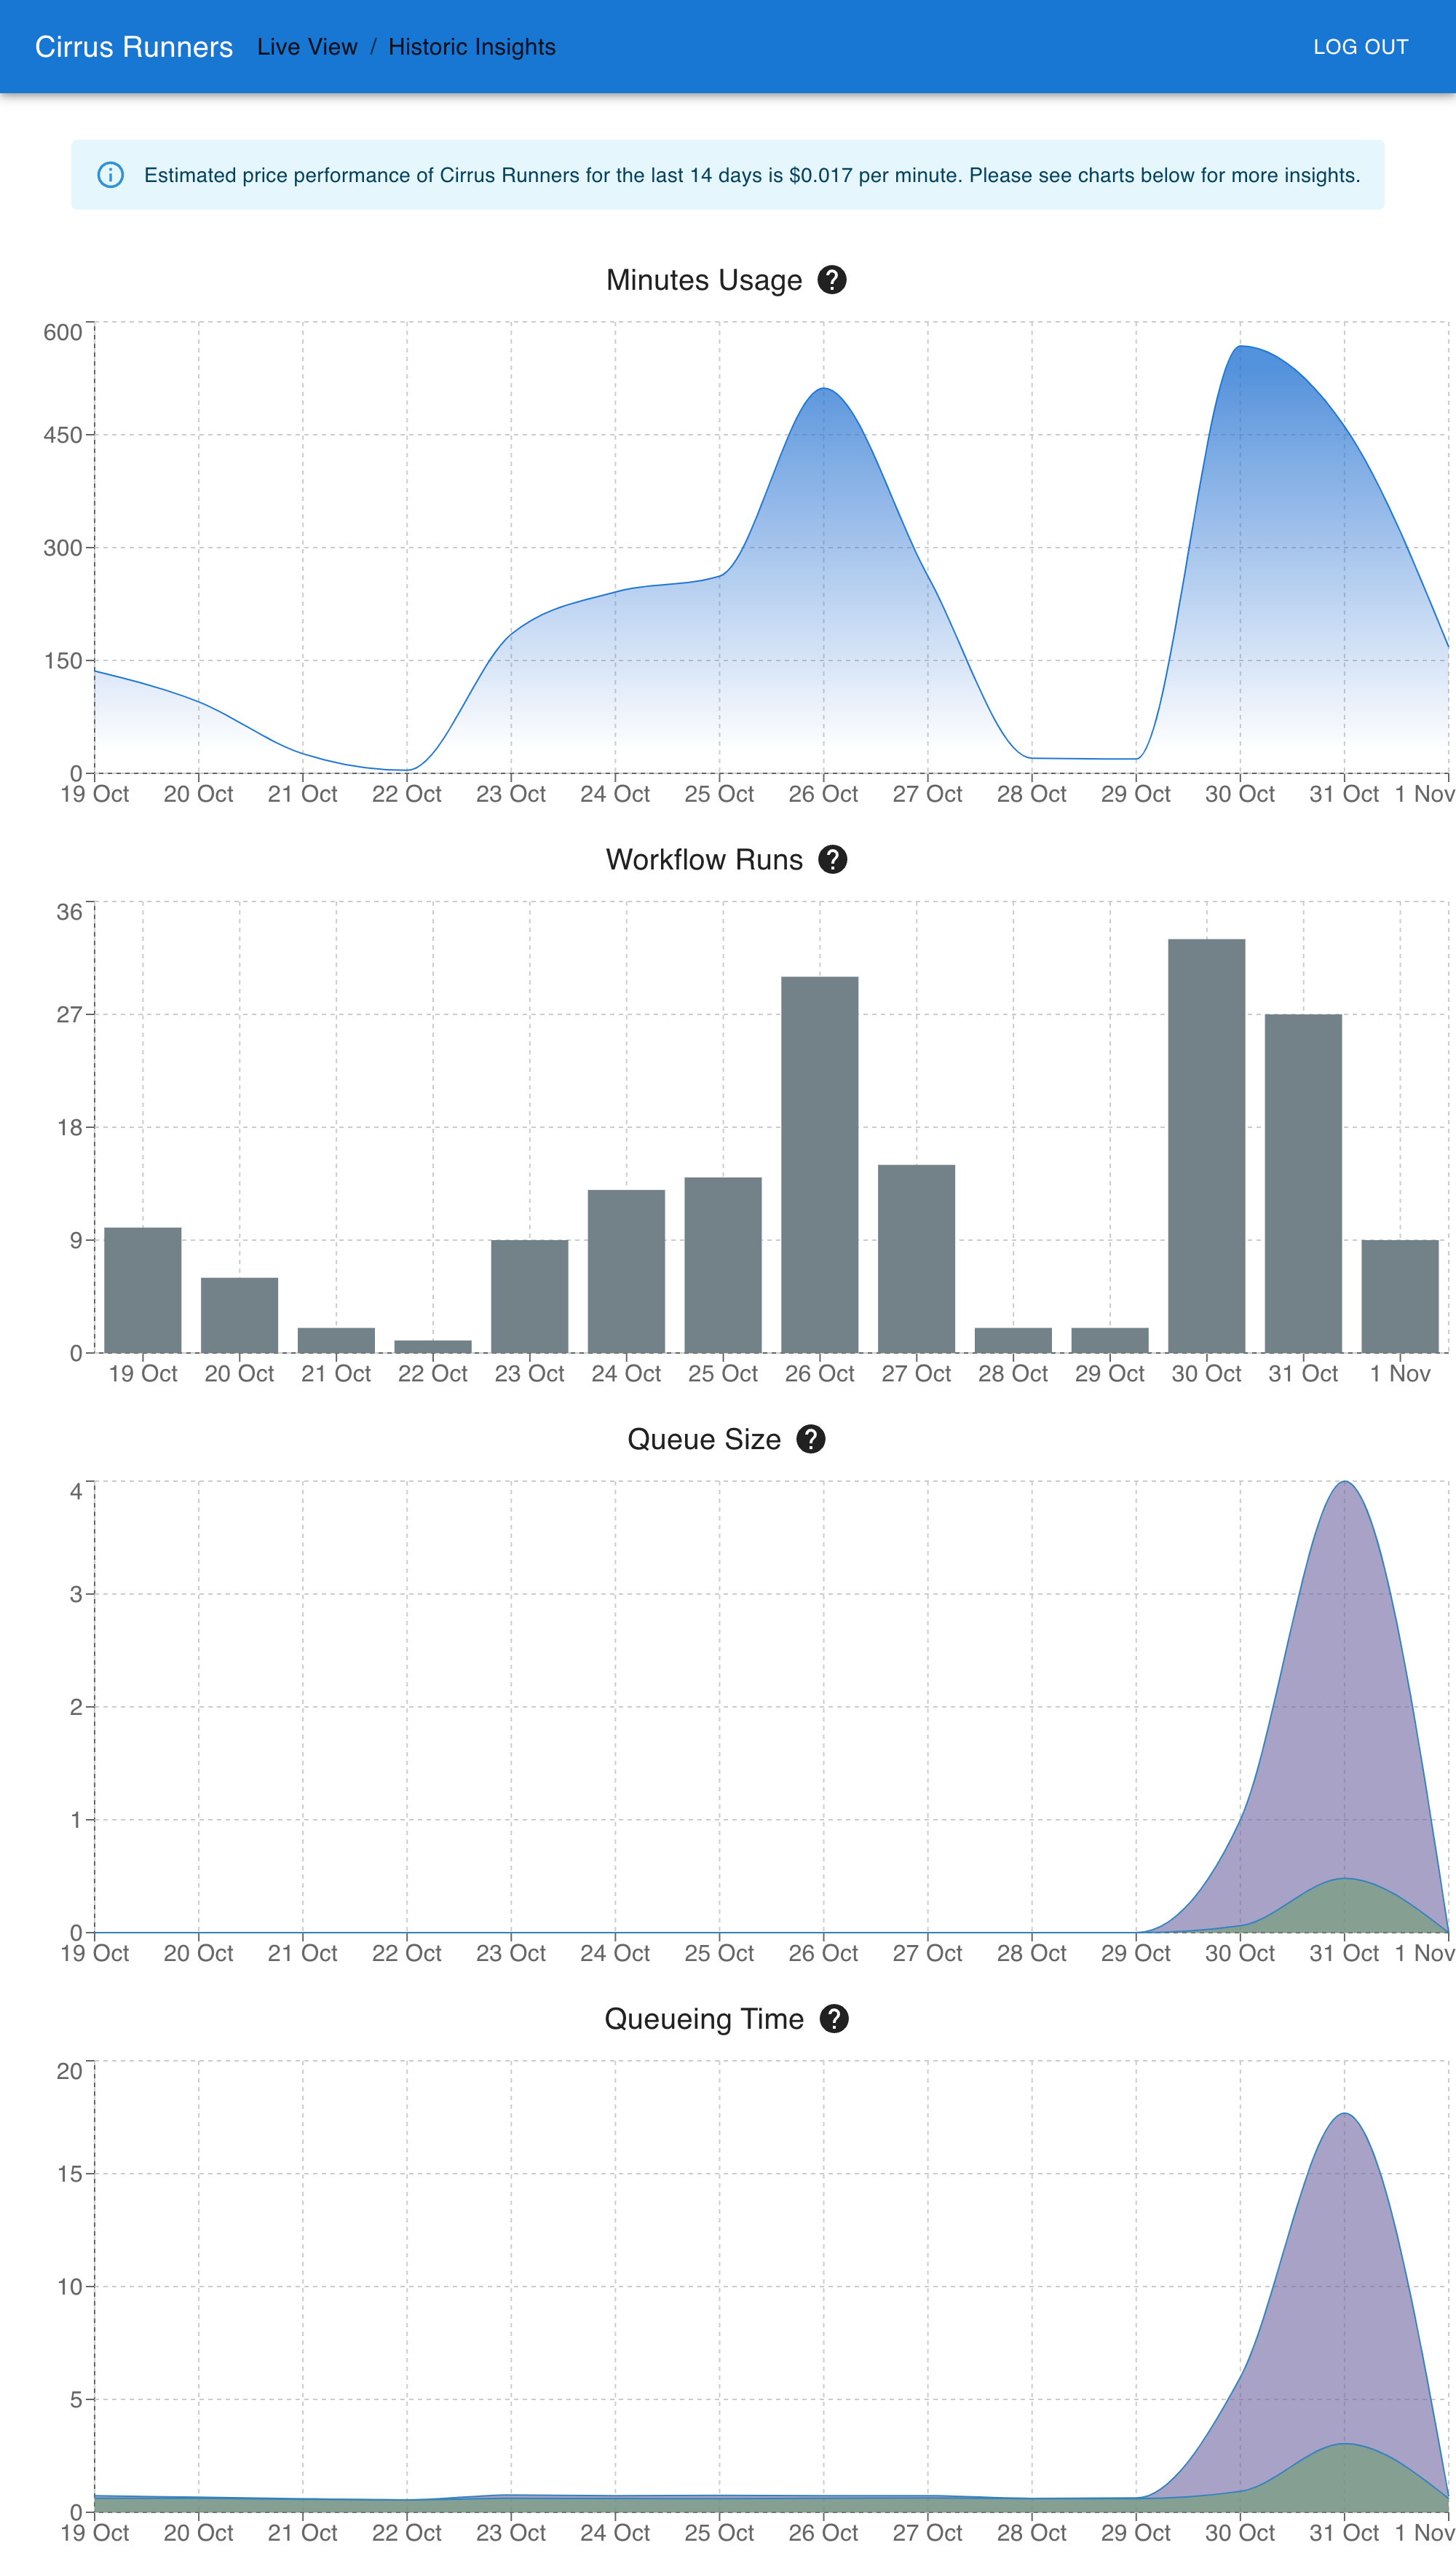 Cirrus Runners Live View / Historic Insights LOG OUT
Estimated price performance of Cirrus Runners for the last 14 days is $0.017 per minute. Please see charts below for more insights.
Minutes Usage ?
600
450
300
150
0
19 Oct 20 Oct 21 Oct 22 Oct 23 Oct 24 Oct 25 Oct 26 Oct 27 Oct 28 Oct 29 Oct 30 Oct 31 Oct 1 Nov
Workflow Runs ?
36
27
18
9
0
19 Oct 20 Oct 21 Oct 22 Oct 23 Oct 24 Oct 25 Oct 26 Oct 27 Oct 28 Oct 29 Oct 30 Oct 31 Oct 1 Nov
Queue Size ?
4
3
2
1
0
19 Oct 20 Oct 21 Oct 22 Oct 23 Oct 24 Oct 25 Oct 26 Oct 27 Oct 28 Oct 29 Oct 30 Oct 31 Oct 1 Nov
Queueing Time ?
20
15
10
5
0
19 Oct 20 Oct 21 Oct 22 Oct 23 Oct 24 Oct 25 Oct 26 Oct 27 Oct 28 Oct 29 Oct 30 Oct 31 Oct 1 Nov